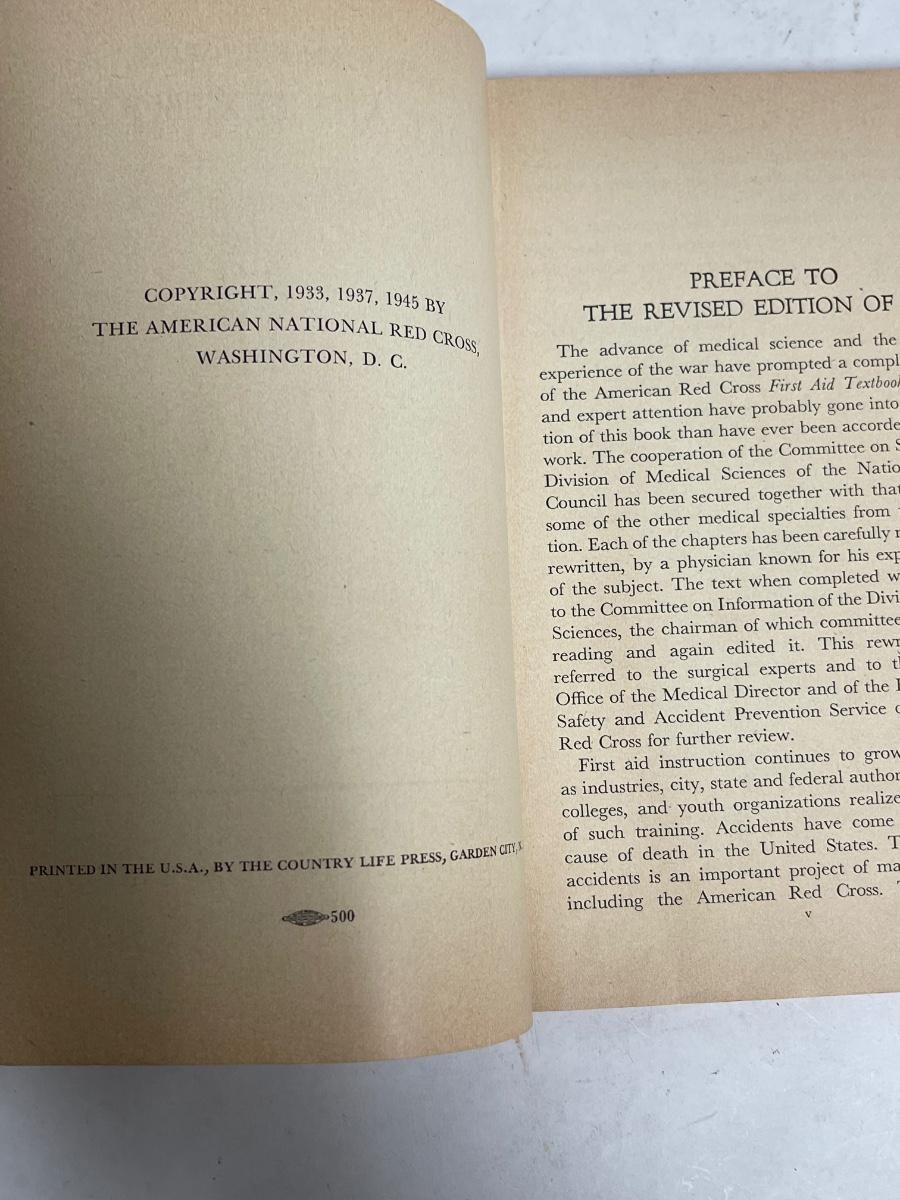 COPYRIGHT, 1933, 1937, 1945 BY
THE AMERICAN NATIONAL RED CROSS,
WASHINGTON, D. C.
PRINTED IN THE U.S.A., BY THE COUNTRY LIFE PRESS, GARDEN CITY,
500
PREFACE TO
THE REVISED EDITION OF
The advance of medical science and the
experience of the war have prompted a compl
of the American Red Cross First Aid Textbook
and expert attention have probably gone into
tion of this book than have ever been accorde
work. The cooperation of the Committee on S
Division of Medical Sciences of the Natio
Council has been secured together with that
some of the other medical specialties from
tion. Each of the chapters has been carefully
rewritten, by a physician known for his exp
of the subject. The text when completed w
to the Committee on Information of the Divi
Sciences, the chairman of which committee
reading and again edited it. This rewr
referred to the surgical experts and to t
Office of the Medical Director and of the
Safety and Accident Prevention Service o
Red Cross for further review.
First aid instruction continues to grow
as industries, city, state and federal author
colleges, and youth organizations realize
of such training. Accidents have come
cause of death in the United States. T
accidents is an important project of ma
including the American Red Cross. T
v